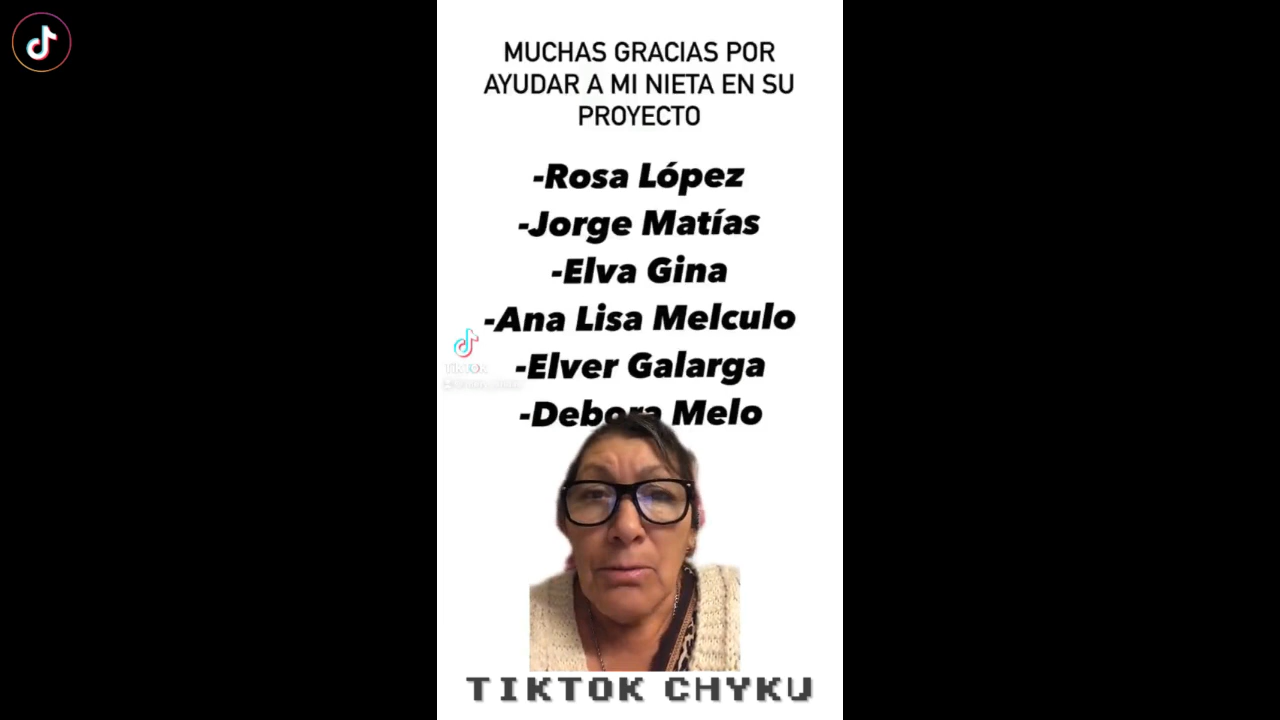 MUCHAS GRACIAS POR
AYUDAR A MI NIETA EN SU
PROYECTO
-Rosa López
-Jorge Matías
-Elva Gina
-Ana Lisa Melculo
-Elver Galarga
-Debora Melo
TIKTOK
TIKTOK CHYKU